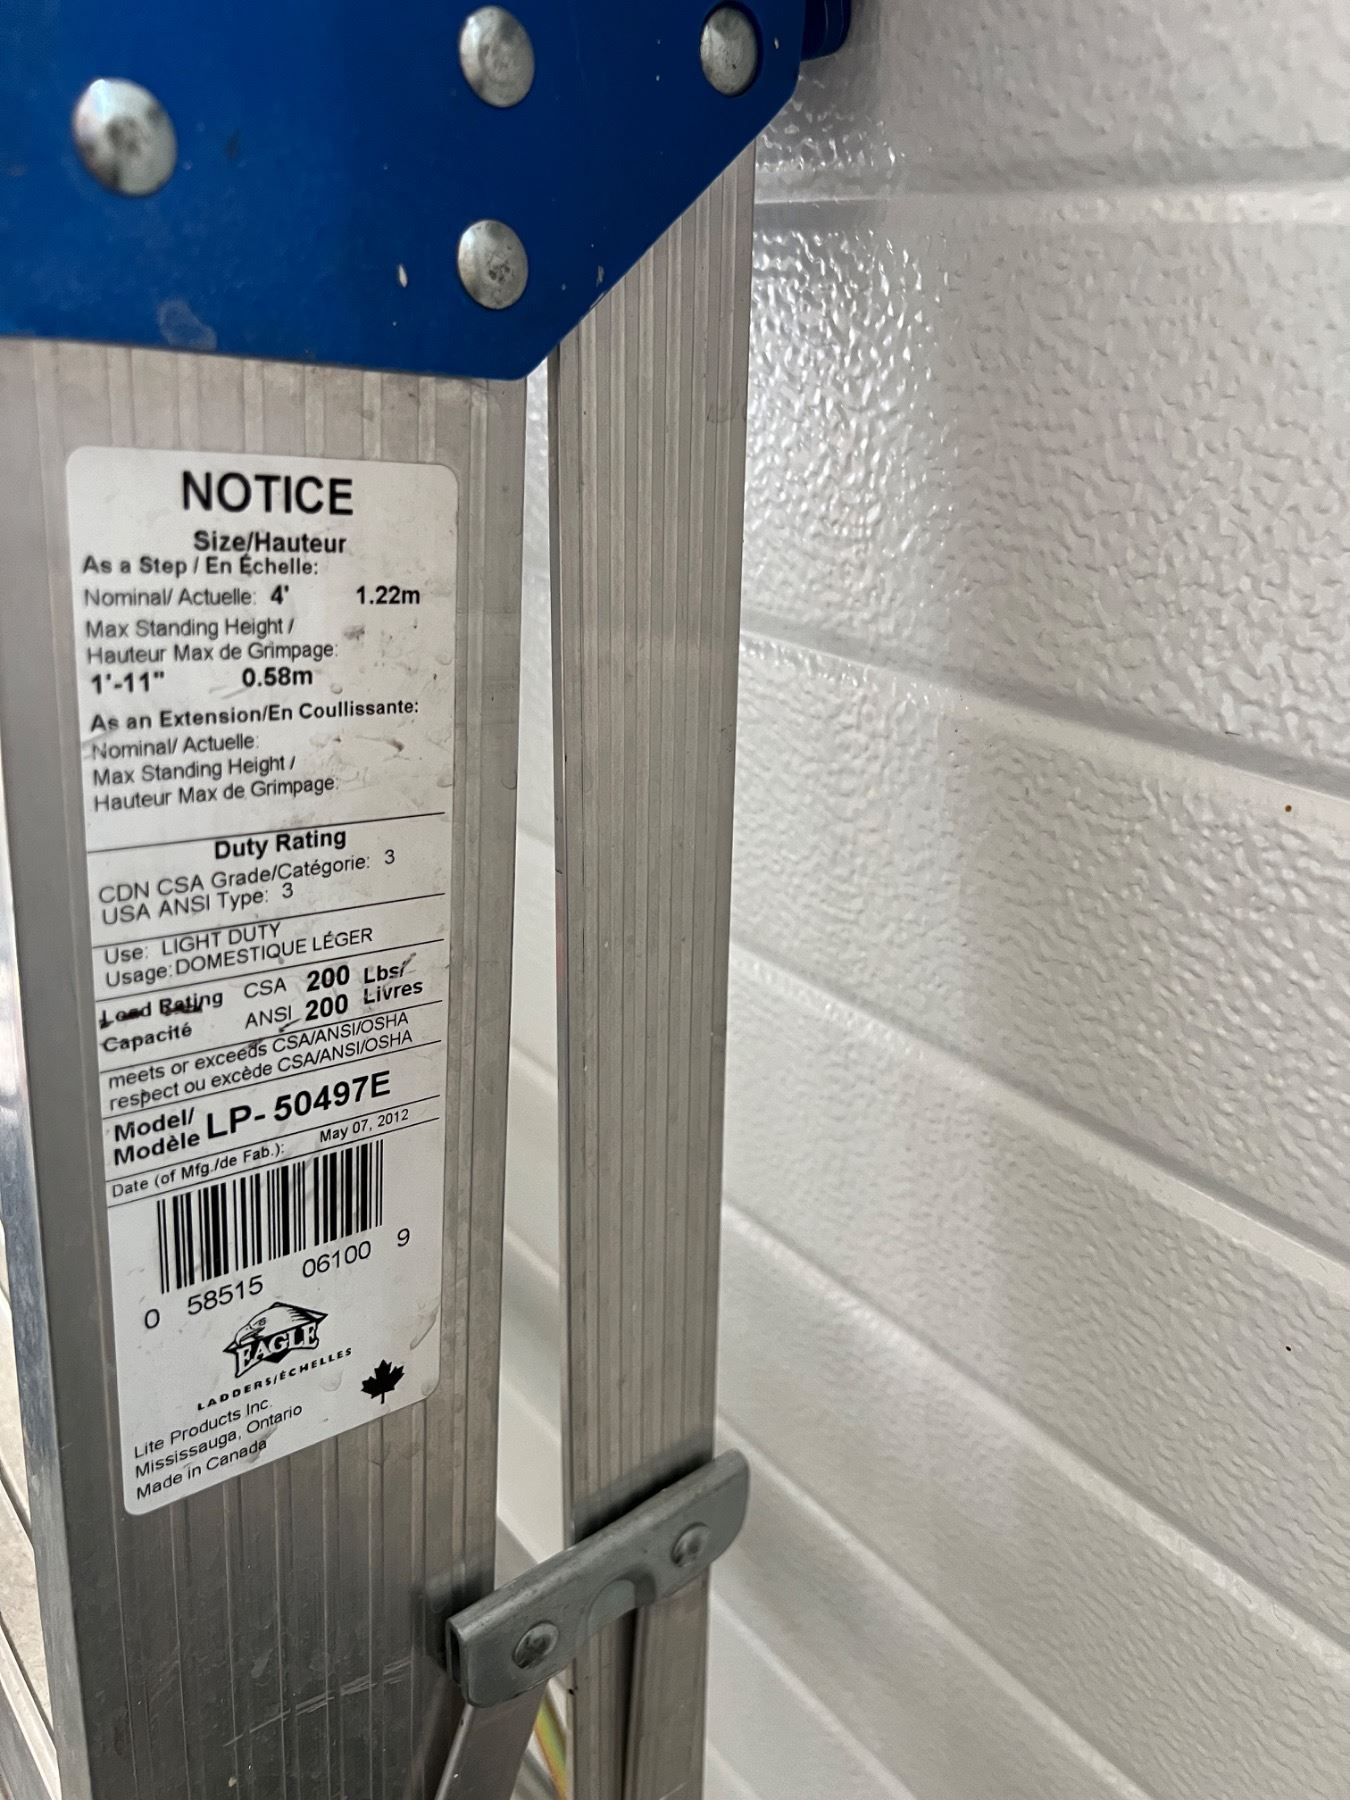 NOTICE
Size/Hauteur
As a Step / En Échelle:
Nominal/ Actuelle: 4' 1.22m
Max Standing Height /
Hauteur Max de Grimpage:
1'-11" 0.58m
As an Extension/En Coullissante:
Nominal/ Actuelle:
Max Standing Height /
Hauteur Max de Grimpage:
Duty Rating
CDN CSA Grade/Catégorie: 3
USA ANSI Type: 3
Use: LIGHT DUTY
Usage: DOMESTIQUE LÉGER
Load Rating CSA 200 Lbs/
Capacité ANSI 200 Livres
meets or exceeds CSA/ANSI/OSHA
respect ou excède CSA/ANSI/OSHA
Model/
Modèle LP-50497E
Date (of Mfg./de Fab.): May 07, 2012
0 58515 06100 9
EAGLE
LADDERS/ÉCHELLES
Lite Products Inc.
Mississauga, Ontario
Made in Canada